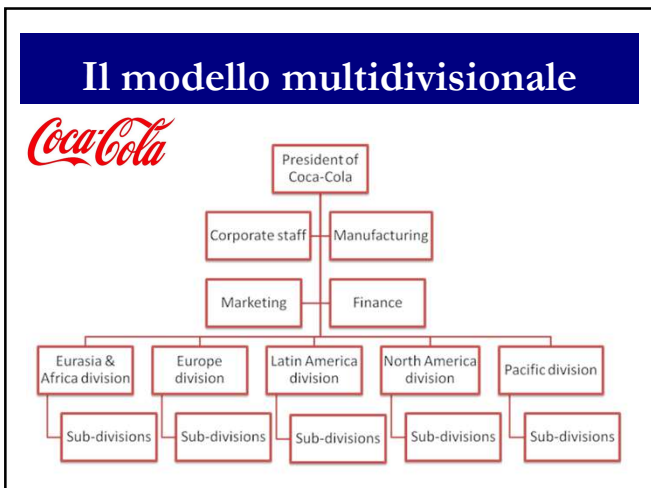 Il modello multidivisionale
Coca-Cola
President of
Coca-Cola
Corporate staff
Manufacturing
Marketing
Finance
Eurasia &
Africa division
Europe
division
Latin America
division
North America
division
Pacific division
Sub-divisions
Sub-divisions
Sub-divisions
Sub-divisions
Sub-divisions